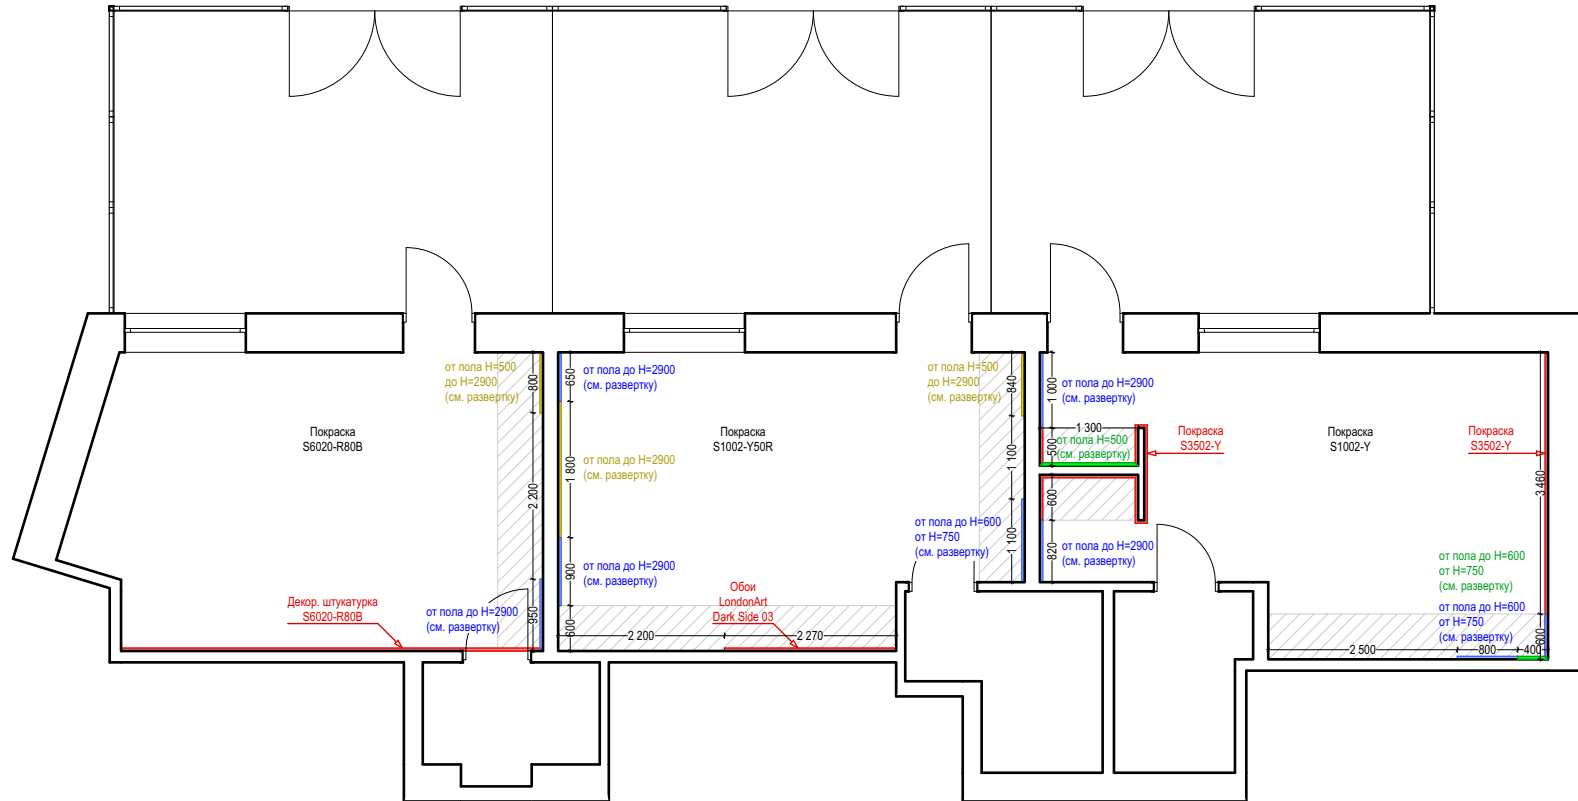 от пола H=500
до H=2900
(см. развертку)
800
Покраска
S6020-R80B
2 200
Декор. штукатурка
S6020-R80B
от пола до H=2900
(см. развертку)
950
650
от пола до H=2900
(см. развертку)
Покраска
S1002-Y50R
1 800
от пола до H=2900
(см. развертку)
900
от пола до H=2900
(см. развертку)
600
2 200
Обои
LondonArt
Dark Side 03
2 270
от пола H=500
до H=2900
(см. развертку)
840
1 100
от пола до H=600
от H=750
(см. развертку)
1 100
1 000
от пола до H=2900
(см. развертку)
1 300
500
от пола H=500
(см. развертку)
600
820
от пола до H=2900
(см. развертку)
Покраска
S3502-Y
Покраска
S1002-Y
Покраска
S3502-Y
3 460
от пола до H=600
от H=750
(см. развертку)
от пола до H=600
от H=750
(см. развертку)
600
2 500
800
400